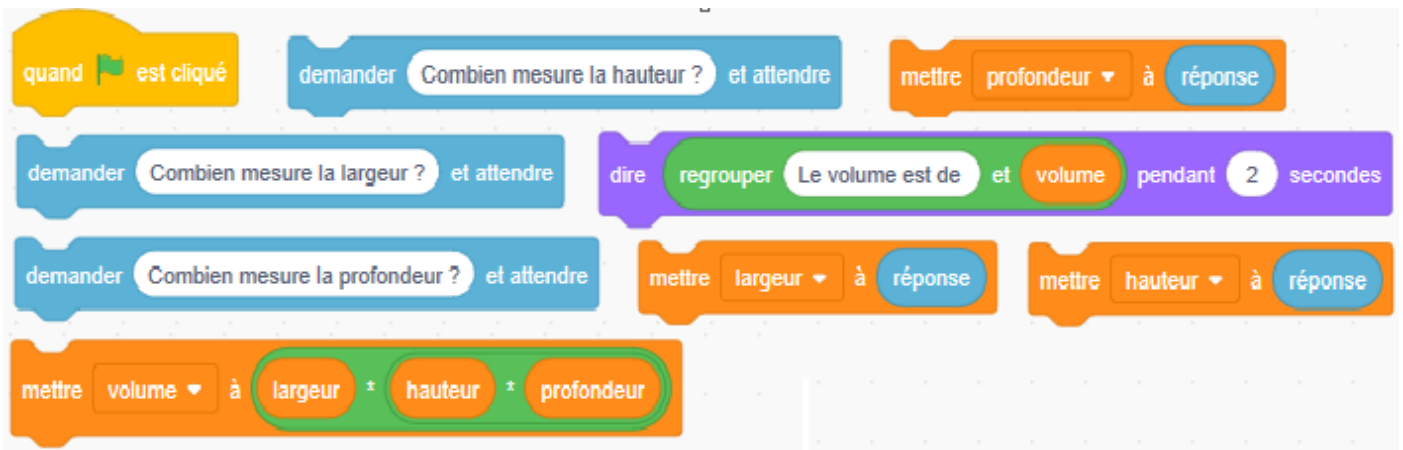 quand est cliqué
demander Combien mesure la hauteur ? et attendre
mettre profondeur à réponse
demander Combien mesure la largeur ? et attendre
dire regrouper Le volume est de et volume pendant 2 secondes
demander Combien mesure la profondeur ? et attendre
mettre largeur à réponse
mettre hauteur à réponse
mettre volume à largeur * hauteur * profondeur